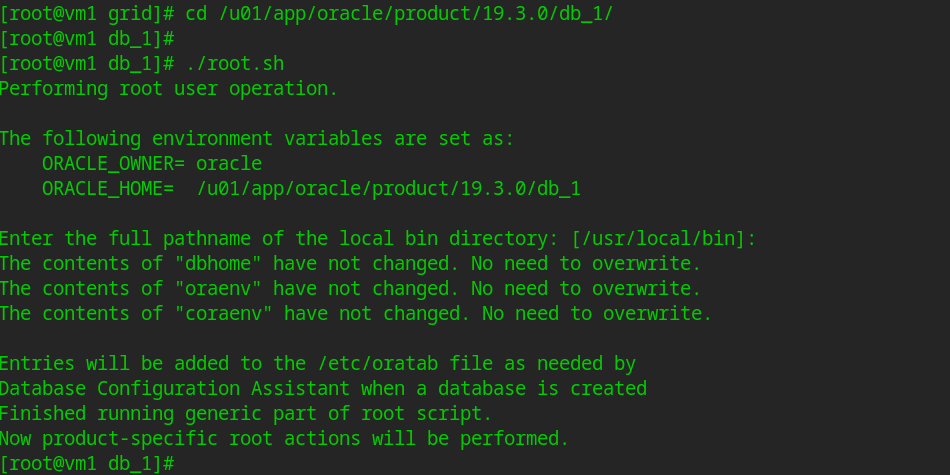 [root@vm1 grid]# cd /u01/app/oracle/product/19.3.0/db_1/
[root@vm1 db_1]#
[root@vm1 db_1]# ./root.sh
Performing root user operation.
The following environment variables are set as:
    ORACLE_OWNER= oracle
    ORACLE_HOME=  /u01/app/oracle/product/19.3.0/db_1
Enter the full pathname of the local bin directory: [/usr/local/bin]:
The contents of "dbhome" have not changed. No need to overwrite.
The contents of "oraenv" have not changed. No need to overwrite.
The contents of "coraenv" have not changed. No need to overwrite.
Entries will be added to the /etc/oratab file as needed by
Database Configuration Assistant when a database is created
Finished running generic part of root script.
Now product-specific root actions will be performed.
[root@vm1 db_1]#